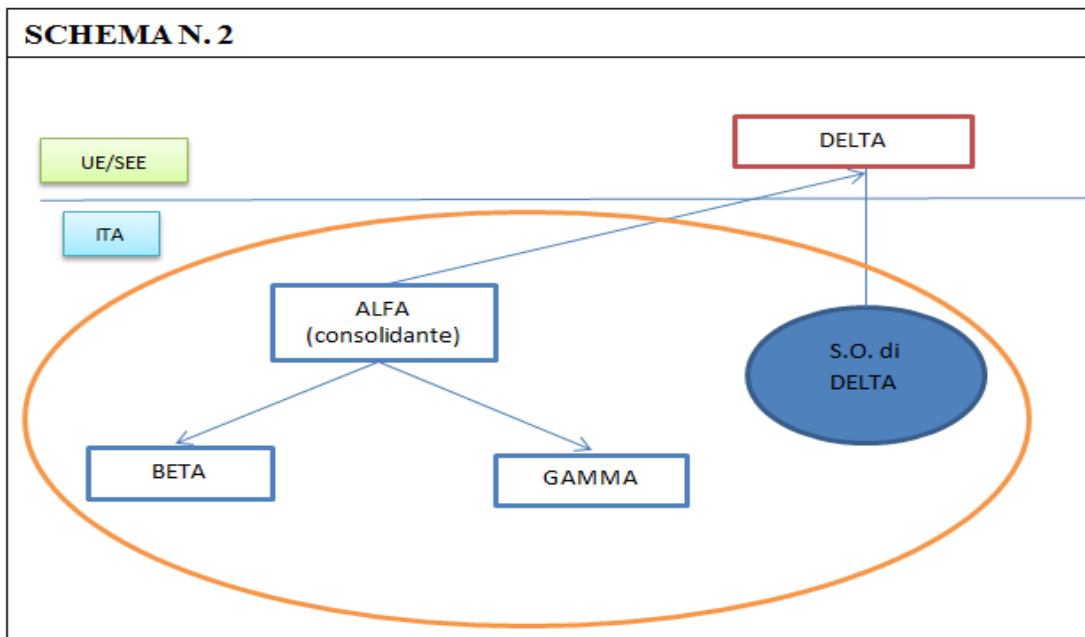 SCHEMA N. 2
DELTA
UE/SEE
ITA
ALFA
(consolidante)
S.O. di
DELTA
BETA
GAMMA